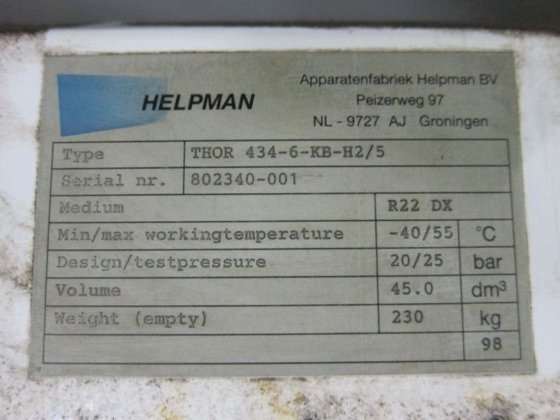 HELPMAN
Apparatenfabriek Helpman BV
Peizerweg 97
NL - 9727 AJ Groningen
Type THOR 434-6-KB-H2/5
Serial nr. 802340-001
Medium R22 DX
Min/max workingtemperature -40/55 °C
Design/testpressure 20/25 bar
Volume 45.0 dm³
Weight (empty) 230 kg
98